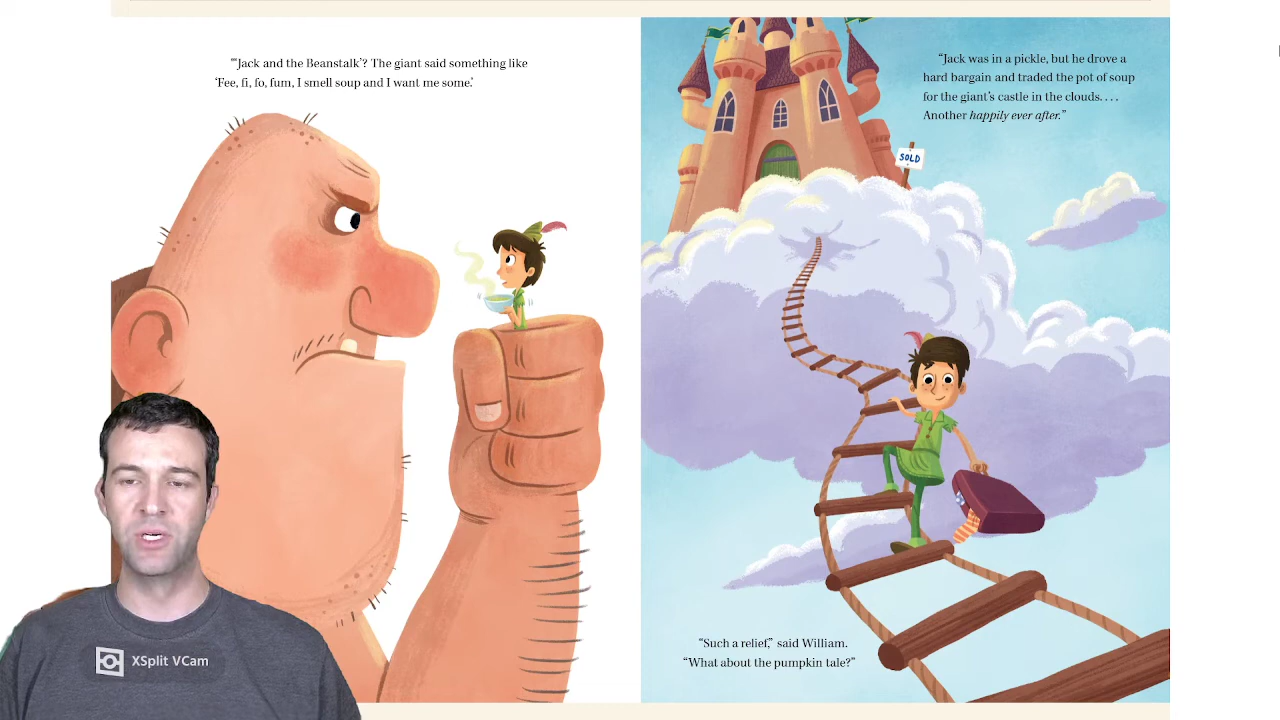 “‘Jack and the Beanstalk’? The giant said something like
‘Fee, fi, fo, fum, I smell soup and I want me some.’
“Jack was in a pickle, but he drove a
hard bargain and traded the pot of soup
for the giant’s castle in the clouds. . . .
Another happily ever after.”
SOLD
“Such a relief,” said William.
“What about the pumpkin tale?”
XSplit VCam